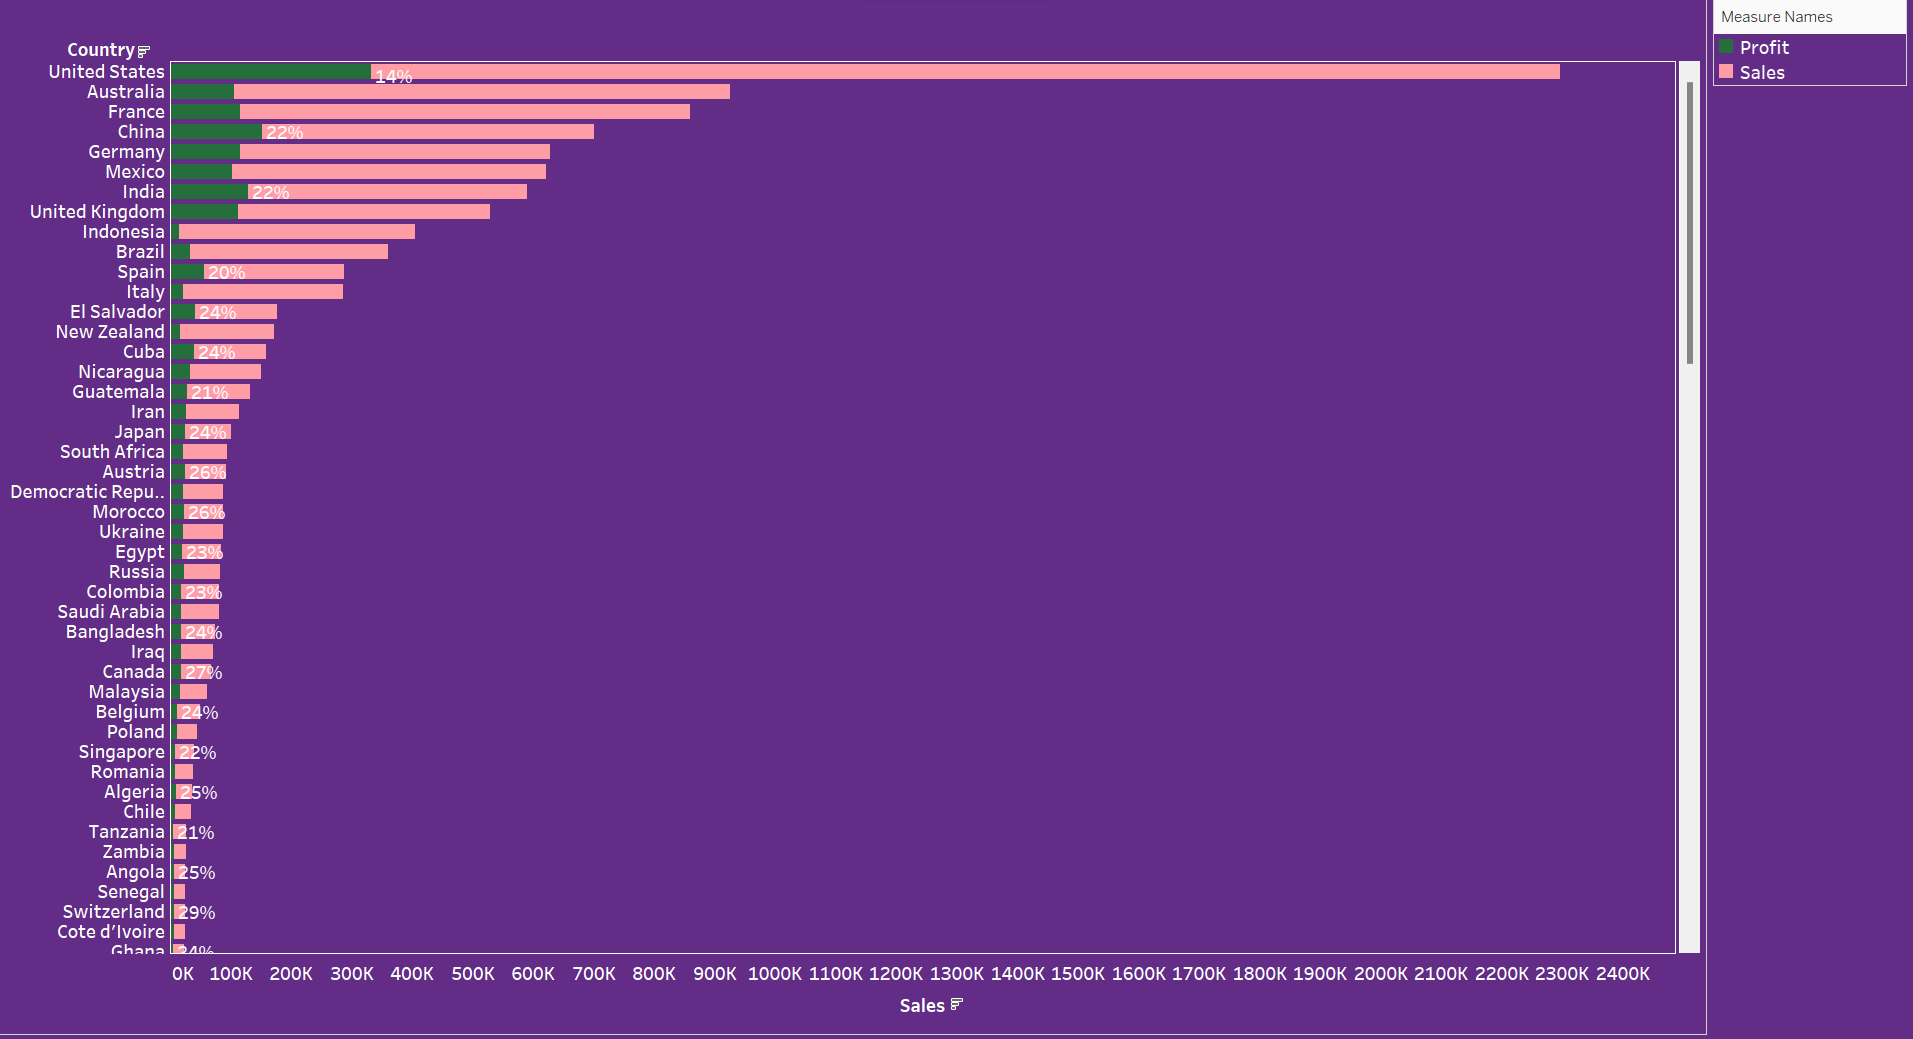 Measure Names
Profit
Sales
Country
United States 14%
Australia
France
China 22%
Germany
Mexico
India 22%
United Kingdom
Indonesia
Brazil
Spain 20%
Italy
El Salvador 24%
New Zealand
Cuba 24%
Nicaragua
Guatemala 21%
Iran
Japan 24%
South Africa
Austria 26%
Democratic Repu..
Morocco 26%
Ukraine
Egypt 23%
Russia
Colombia 23%
Saudi Arabia
Bangladesh 24%
Iraq
Canada 27%
Malaysia
Belgium 24%
Poland
Singapore 22%
Romania
Algeria 25%
Chile
Tanzania 21%
Zambia
Angola 25%
Senegal
Switzerland 29%
Cote d’Ivoire
Ghana
0K 100K 200K 300K 400K 500K 600K 700K 800K 900K 1000K 1100K 1200K 1300K 1400K 1500K 1600K 1700K 1800K 1900K 2000K 2100K 2200K 2300K 2400K
Sales